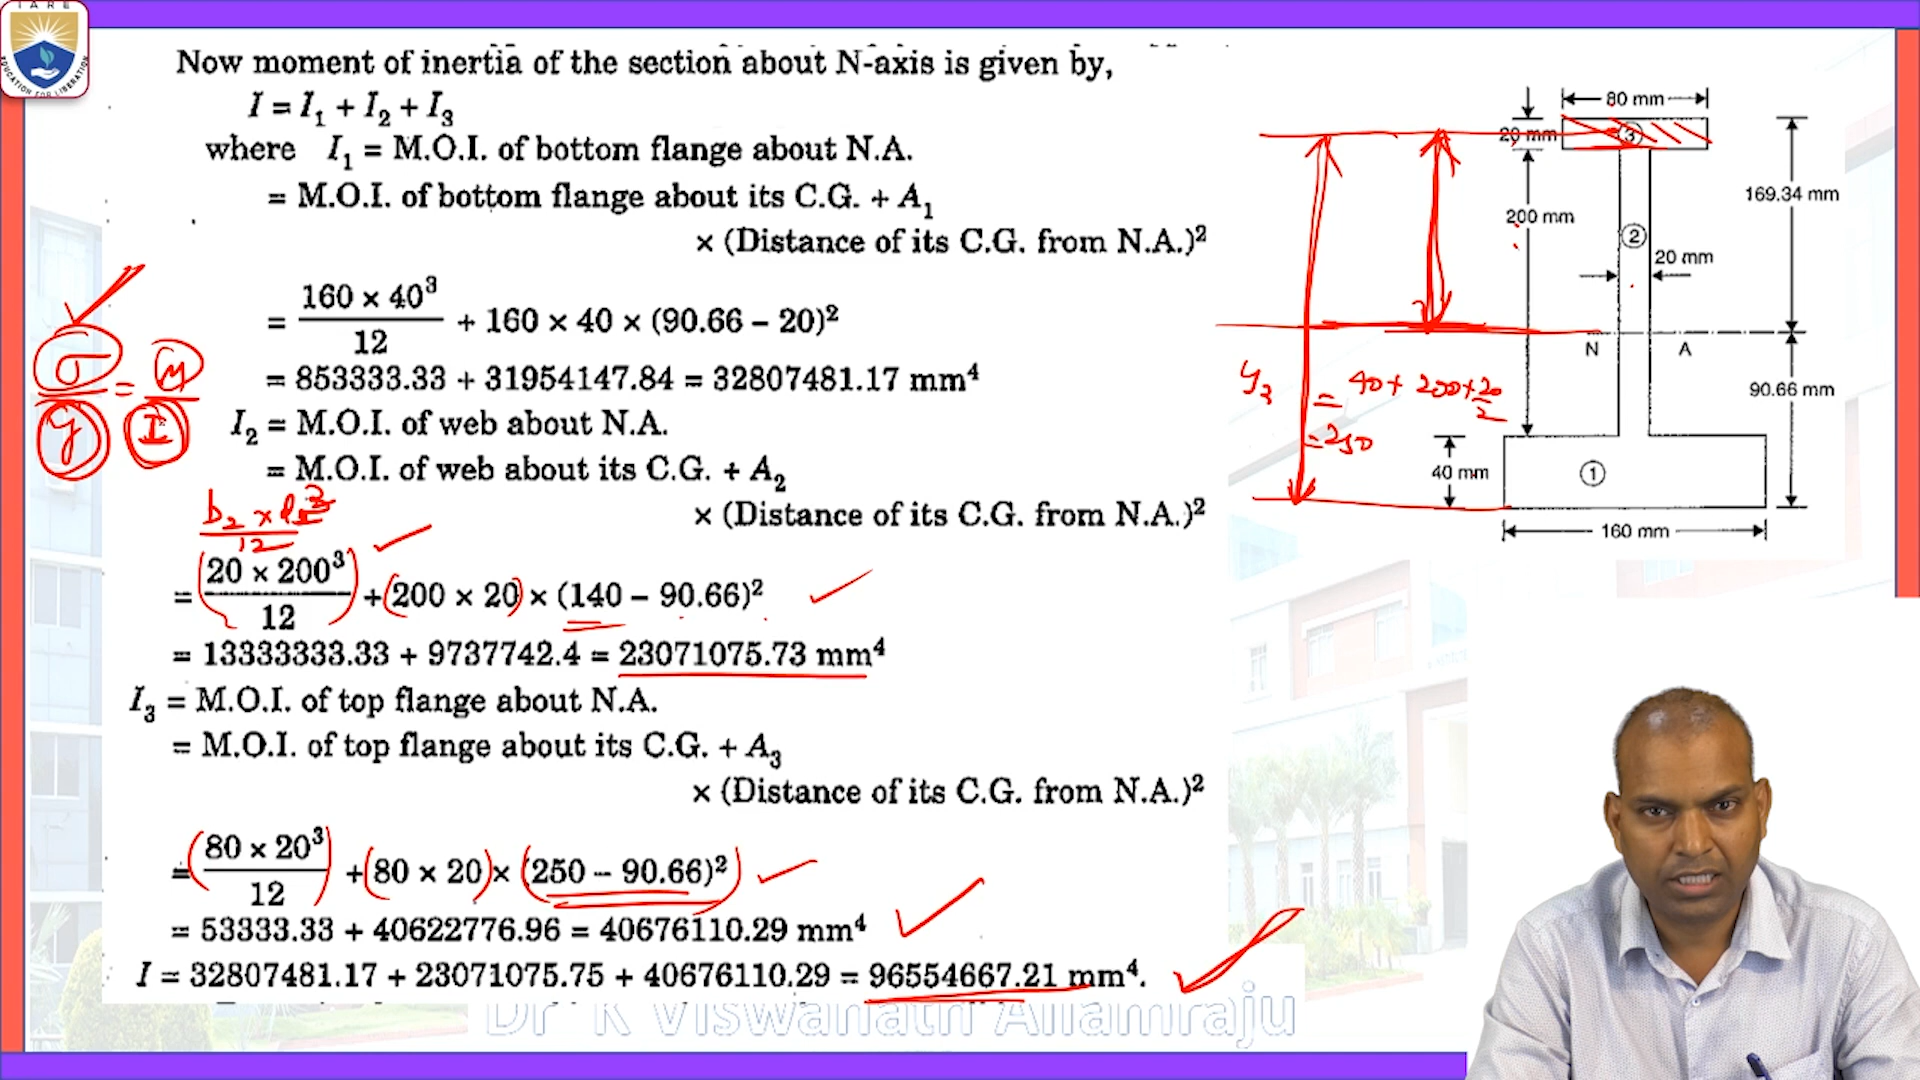 IARE
EDUCATION FOR LIBERATION
Now moment of inertia of the section about N-axis is given by,
I = I₁ + I₂ + I₃
where I₁ = M.O.I. of bottom flange about N.A.
= M.O.I. of bottom flange about its C.G. + A₁
× (Distance of its C.G. from N.A.)²
= 160 × 40³ / 12 + 160 × 40 × (90.66 – 20)²
= 853333.33 + 31954147.84 = 32807481.17 mm⁴
σ/y = M/I
I₂ = M.O.I. of web about N.A.
= M.O.I. of web about its C.G. + A₂
× (Distance of its C.G. from N.A.)²
= 20 × 200³ / 12 + (200 × 20) × (140 – 90.66)²
= 13333333.33 + 9737742.4 = 23071075.73 mm⁴
I₃ = M.O.I. of top flange about N.A.
= M.O.I. of top flange about its C.G. + A₃
× (Distance of its C.G. from N.A.)²
= (80 × 20³ / 12) + (80 × 20) × (250 – 90.66)²
= 53333.33 + 40622776.96 = 40676110.29 mm⁴
I = 32807481.17 + 23071075.75 + 40676110.29 = 96554667.21 mm⁴.
Dr K Viswanath Allamraju
80 mm
20 mm
③
169.34 mm
200 mm
②
20 mm
N
A
y₃ = 40 + 200 + 20/2
= 250
90.66 mm
40 mm
①
160 mm